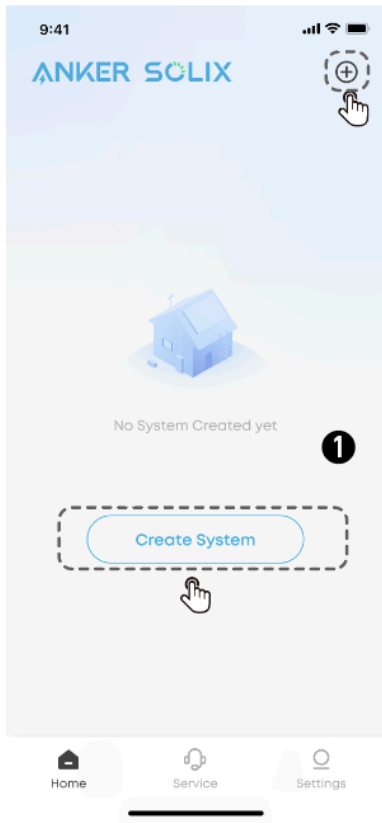 9:41
ANKER SOLIX
No System Created yet
1
Create System
Home Service Settings